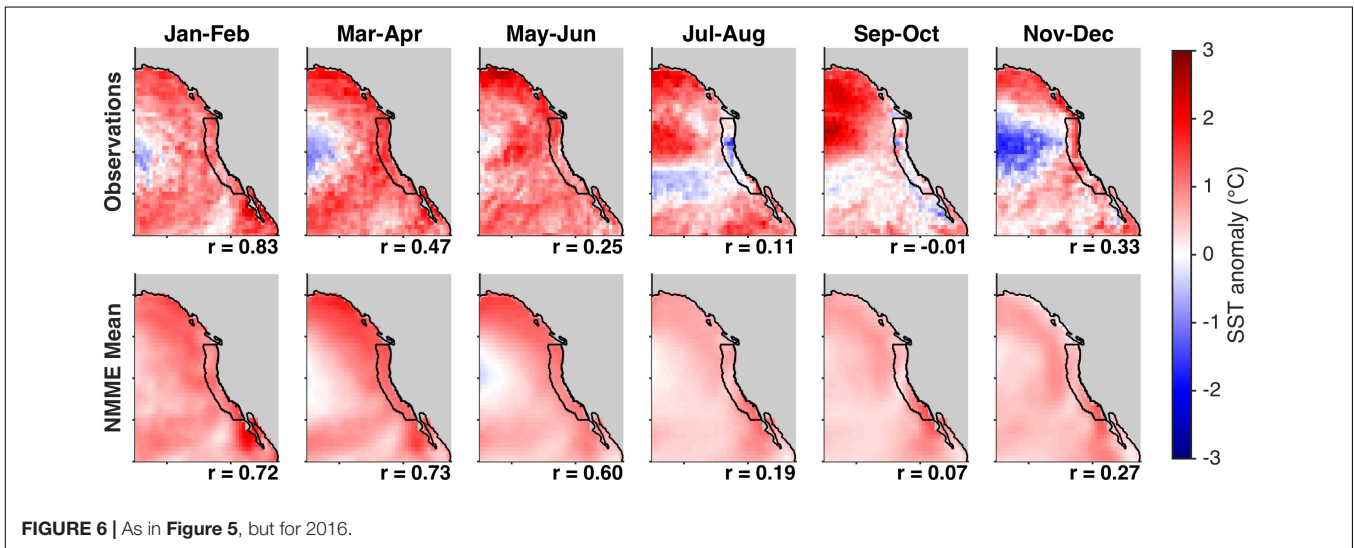 Jan-Feb Mar-Apr May-Jun Jul-Aug Sep-Oct Nov-Dec
Observations
r = 0.83 r = 0.47 r = 0.25 r = 0.11 r = -0.01 r = 0.33
NMME Mean
r = 0.72 r = 0.73 r = 0.60 r = 0.19 r = 0.07 r = 0.27
3
2
1
0
-1
-2
-3
SST anomaly (°C)
FIGURE 6 | As in Figure 5, but for 2016.